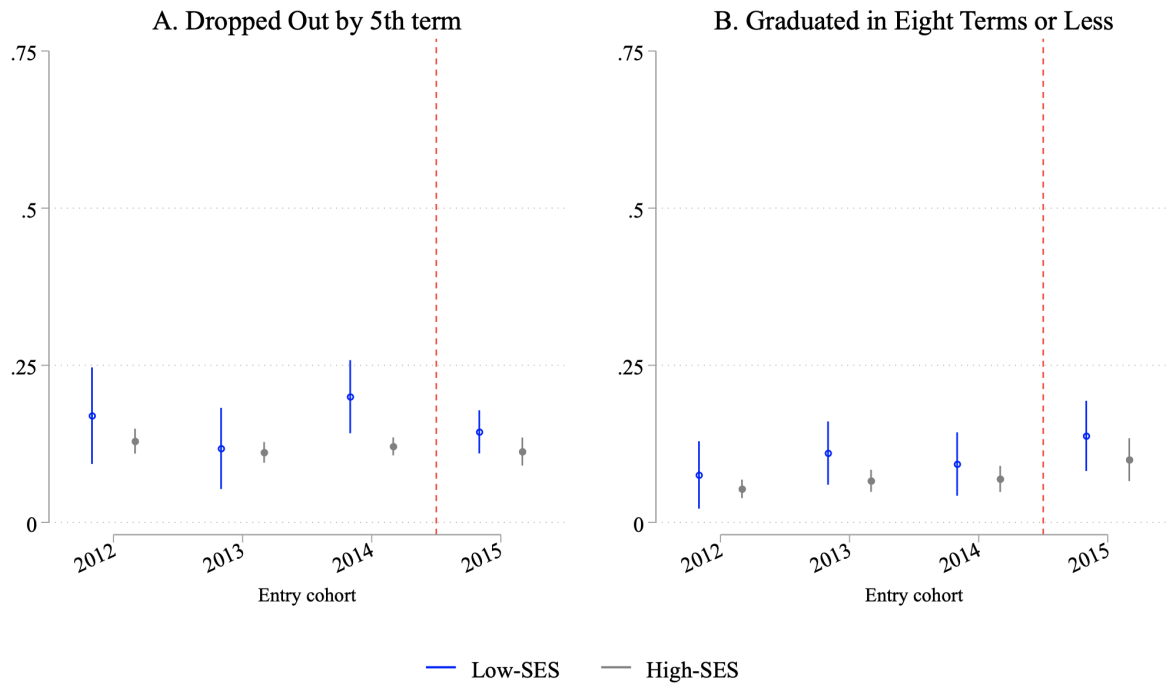 A. Dropped Out by 5th term
.75
.5
.25
0
2012
2013
2014
2015
Entry cohort
B. Graduated in Eight Terms or Less
.75
.5
.25
0
2012
2013
2014
2015
Entry cohort
Low-SES
High-SES